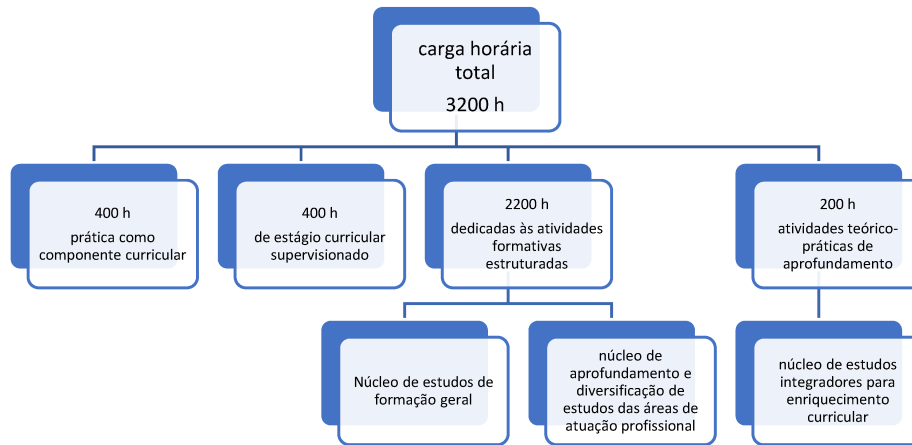 carga horária
total
3200 h
400 h
prática como
componente curricular
400 h
de estágio curricular
supervisionado
2200 h
dedicadas às atividades
formativas
estruturadas
200 h
atividades teórico-
práticas de
aprofundamento
Núcleo de estudos de
formação geral
núcleo de
aprofundamento e
diversificação de
estudos das áreas de
atuação profissional
núcleo de estudos
integradores para
enriquecimento
curricular